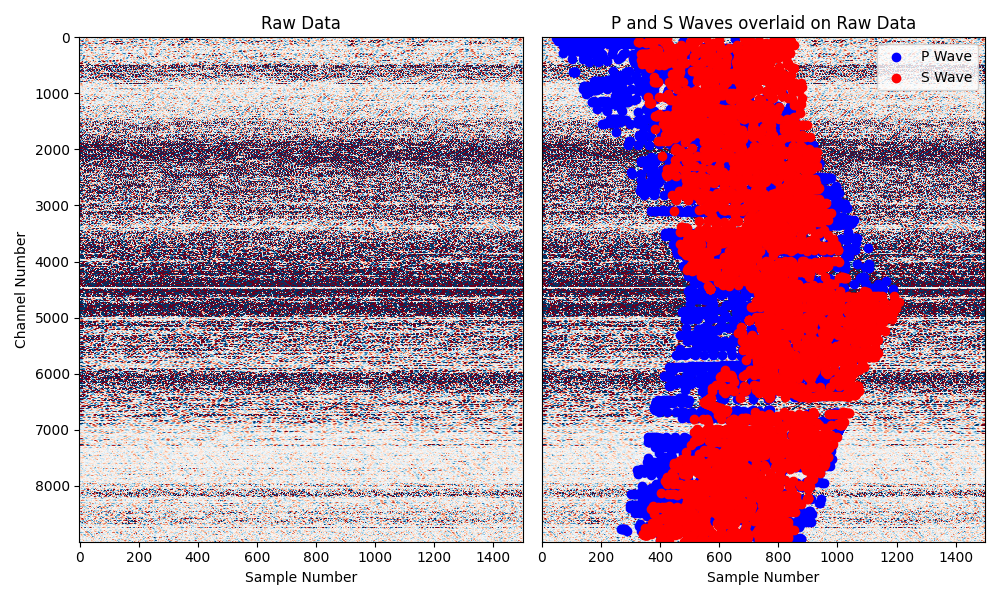 Raw Data
P and S Waves overlaid on Raw Data
Channel Number
0
1000
2000
3000
4000
5000
6000
7000
8000
0 200 400 600 800 1000 1200 1400
Sample Number
P Wave
S Wave
0 200 400 600 800 1000 1200 1400
Sample Number